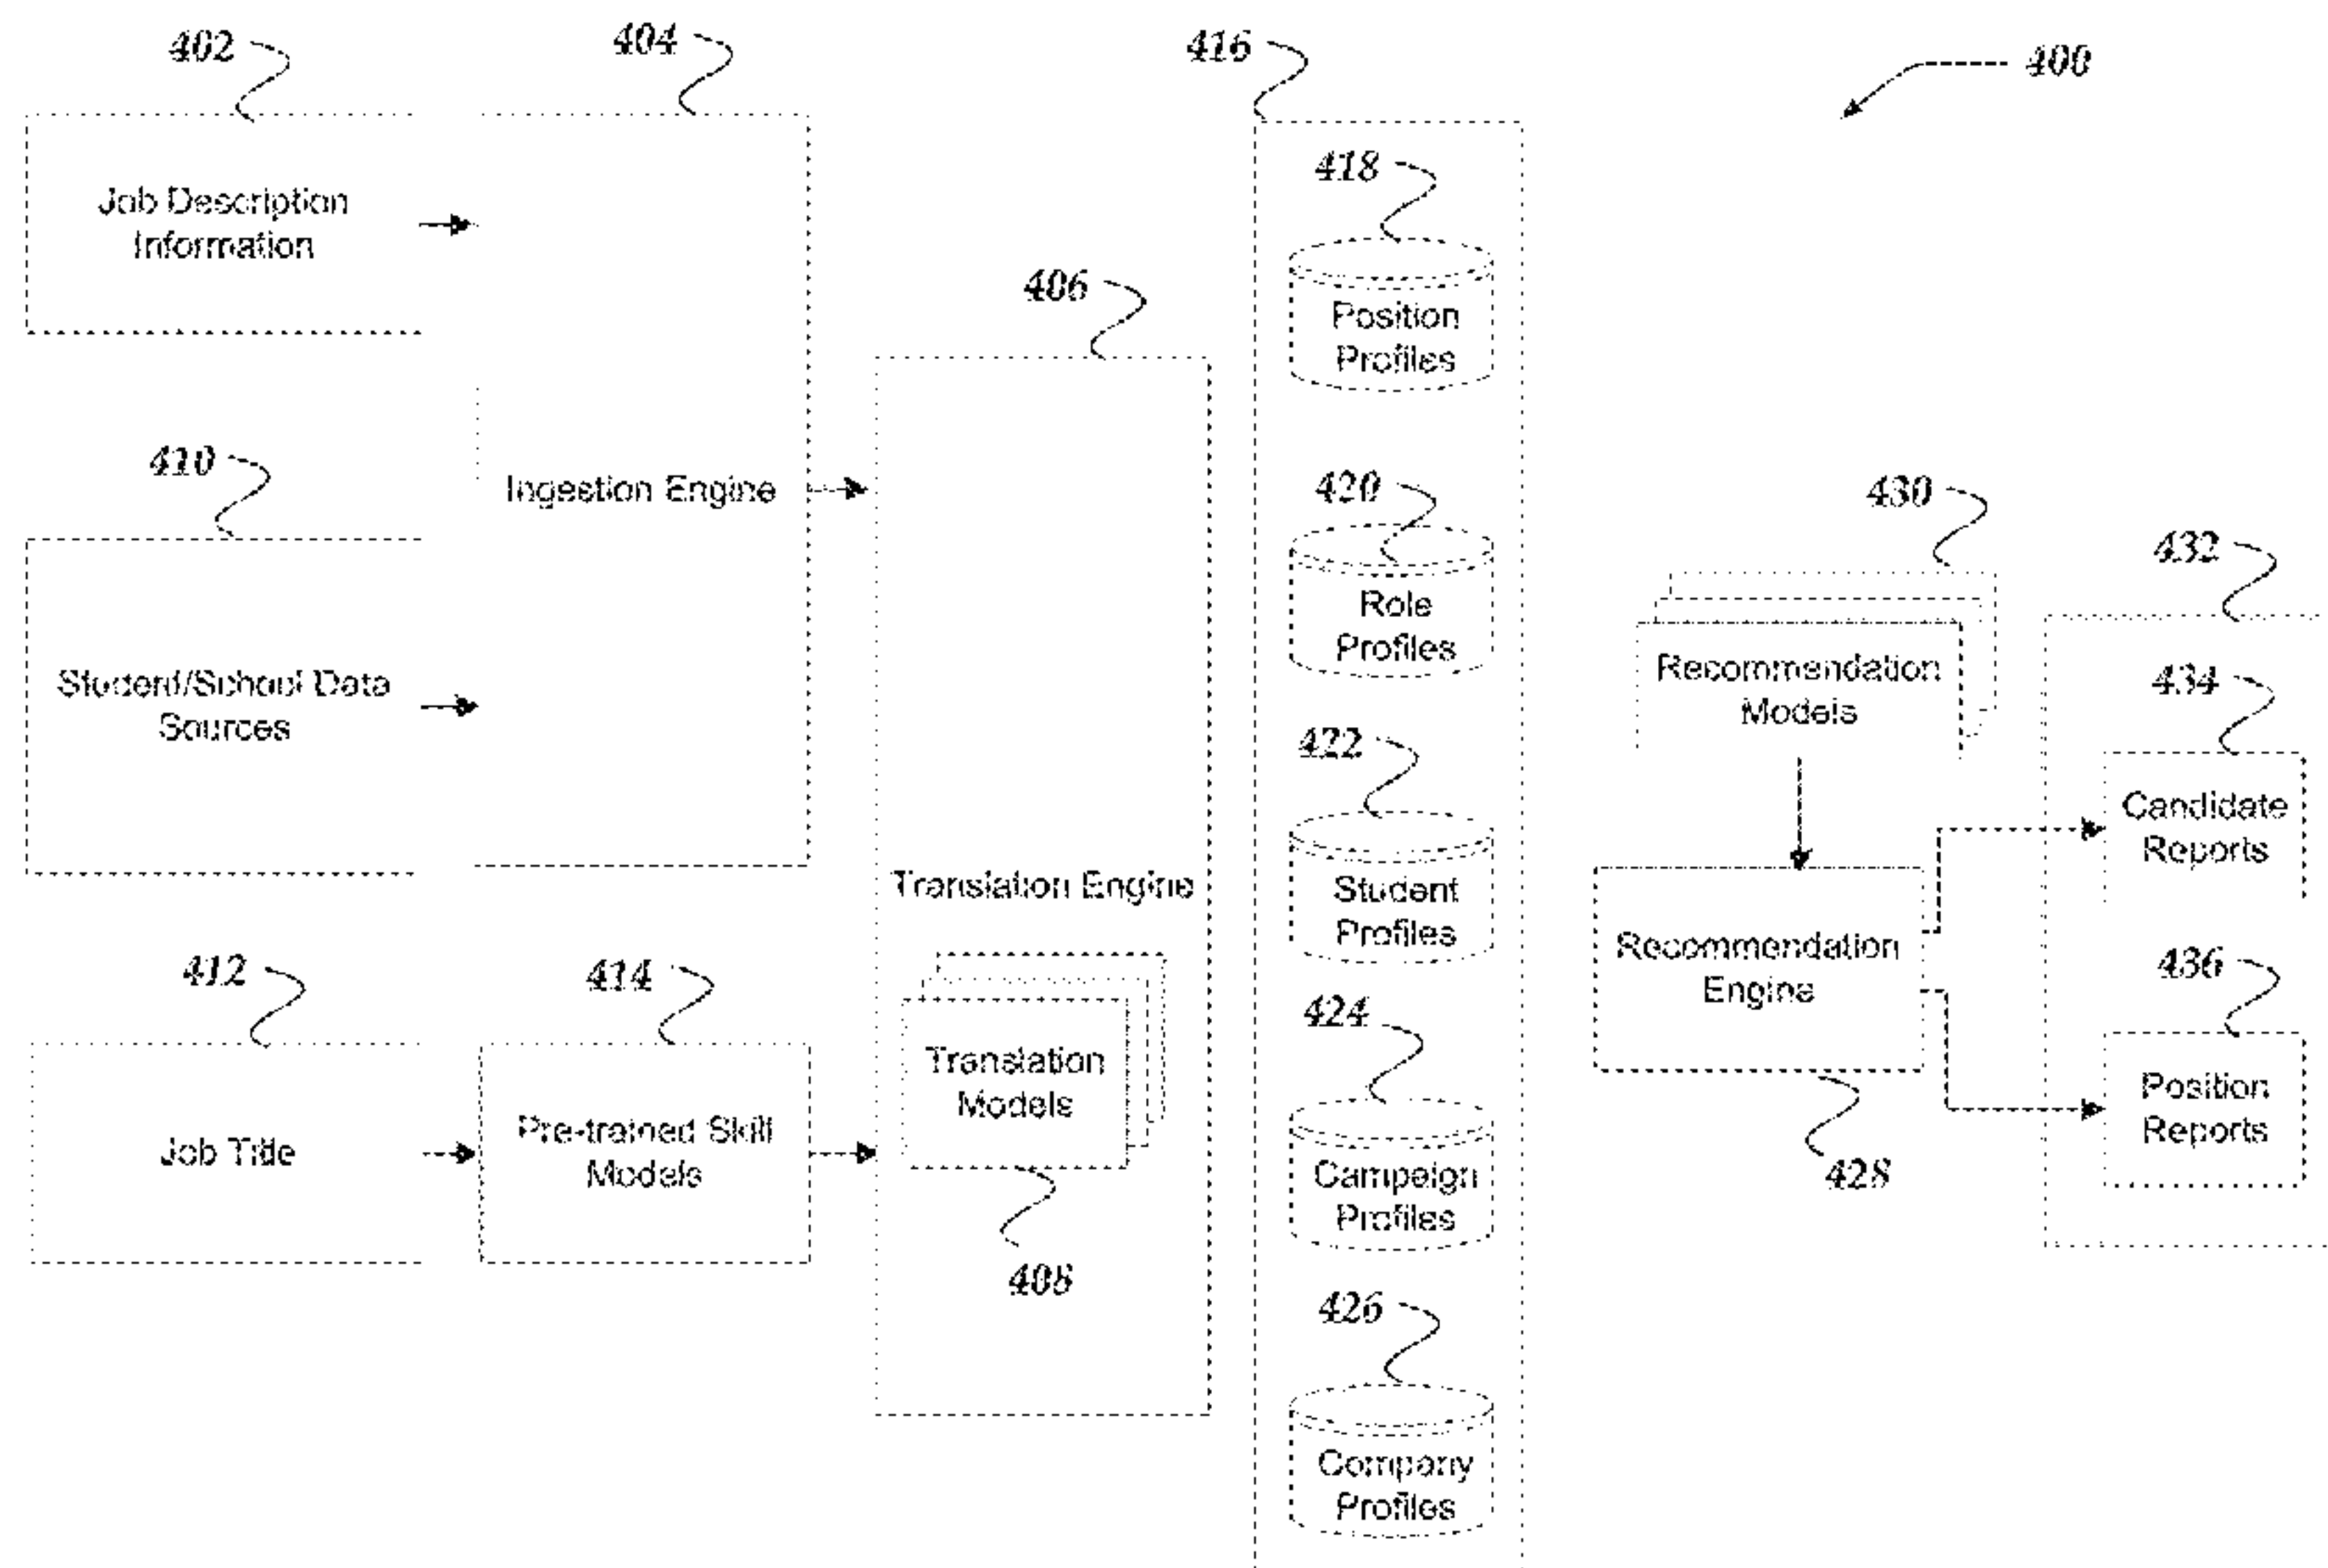 402
404
416
400
Job Description
Information
418
Position
Profiles
406
410
Ingestion Engine
420
Role
Profiles
430
432
Student/School Data
Sources
Recommendation
Models
434
422
Candidate
Reports
Translation Engine
Student
Profiles
Recommendation
Engine
412
414
436
424
Translation
Models
Job Title
Pre-trained Skill
Models
Position
Reports
428
Campaign
Profiles
408
426
Company
Profiles